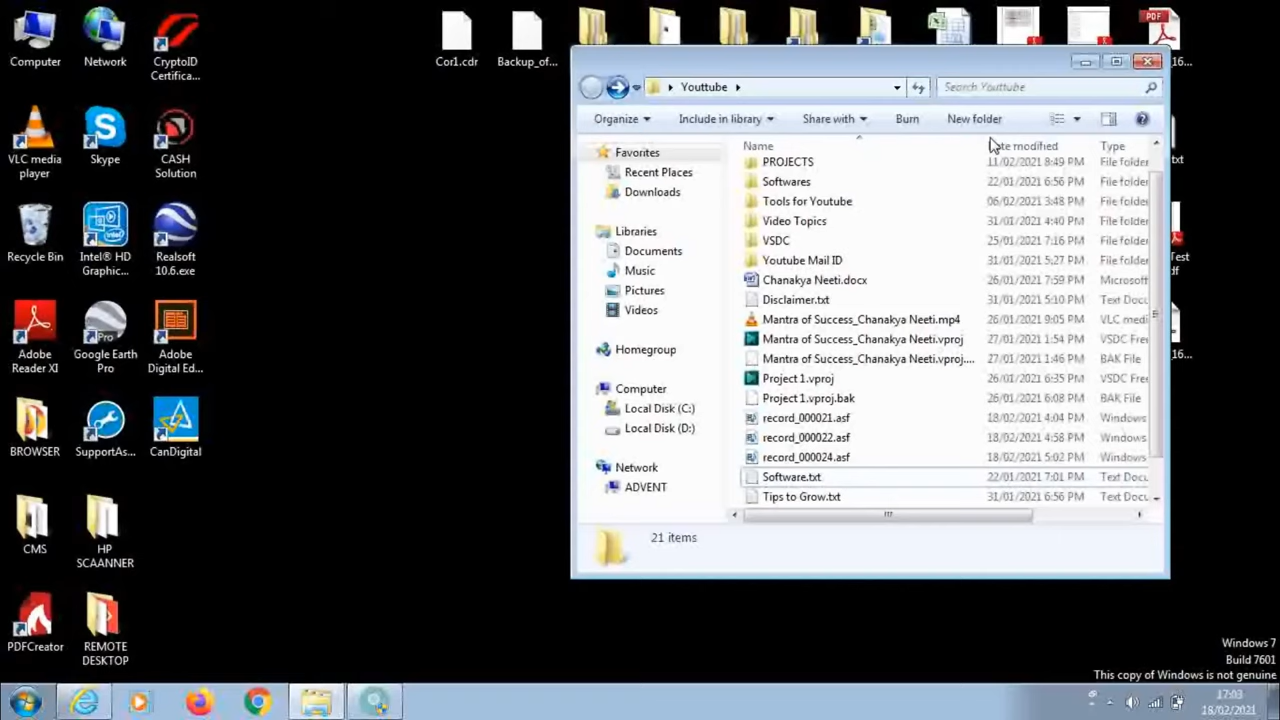 Computer
Network
CryptoID
Certifica...
VLC media
player
Skype
CASH
Solution
Recycle Bin
Intel® HD
Graphic...
Realsoft
10.6.exe
Adobe
Reader XI
Google Earth
Pro
Adobe
Digital Ed...
BROWSER
SupportAs...
CanDigital
CMS
HP
SCAANNER
PDFCreator
REMOTE
DESKTOP
Cor1.cdr
Backup_of...
PDF
_16...
txt
Test
df
_16...
Youttube
Search Youttube
Organize
Include in library
Share with
Burn
New folder
Favorites
Recent Places
Downloads
Libraries
Documents
Music
Pictures
Videos
Homegroup
Computer
Local Disk (C:)
Local Disk (D:)
Network
ADVENT
Name te modified Type
PROJECTS 11/02/2021 8:49 PM File folder
Softwares 22/01/2021 6:56 PM File folder
Tools for Youtube 06/02/2021 3:48 PM File folder
Video Topics 31/01/2021 4:40 PM File folder
VSDC 25/01/2021 7:16 PM File folder
Youtube Mail ID 31/01/2021 5:27 PM File folder
Chanakya Neeti.docx 26/01/2021 7:59 PM Microsoft
Disclaimer.txt 31/01/2021 5:10 PM Text Docu
Mantra of Success_Chanakya Neeti.mp4 26/01/2021 9:05 PM VLC media
Mantra of Success_Chanakya Neeti.vproj 27/01/2021 1:54 PM VSDC Free
Mantra of Success_Chanakya Neeti.vproj.... 27/01/2021 1:46 PM BAK File
Project 1.vproj 26/01/2021 6:35 PM VSDC Free
Project 1.vproj.bak 26/01/2021 6:08 PM BAK File
record_000021.asf 18/02/2021 4:04 PM Windows
record_000022.asf 18/02/2021 4:58 PM Windows
record_000024.asf 18/02/2021 5:02 PM Windows
Software.txt 22/01/2021 7:01 PM Text Docu
Tips to Grow.txt 31/01/2021 6:56 PM Text Docu
21 items
Windows 7
Build 7601
This copy of Windows is not genuine
17:03
18/02/2021